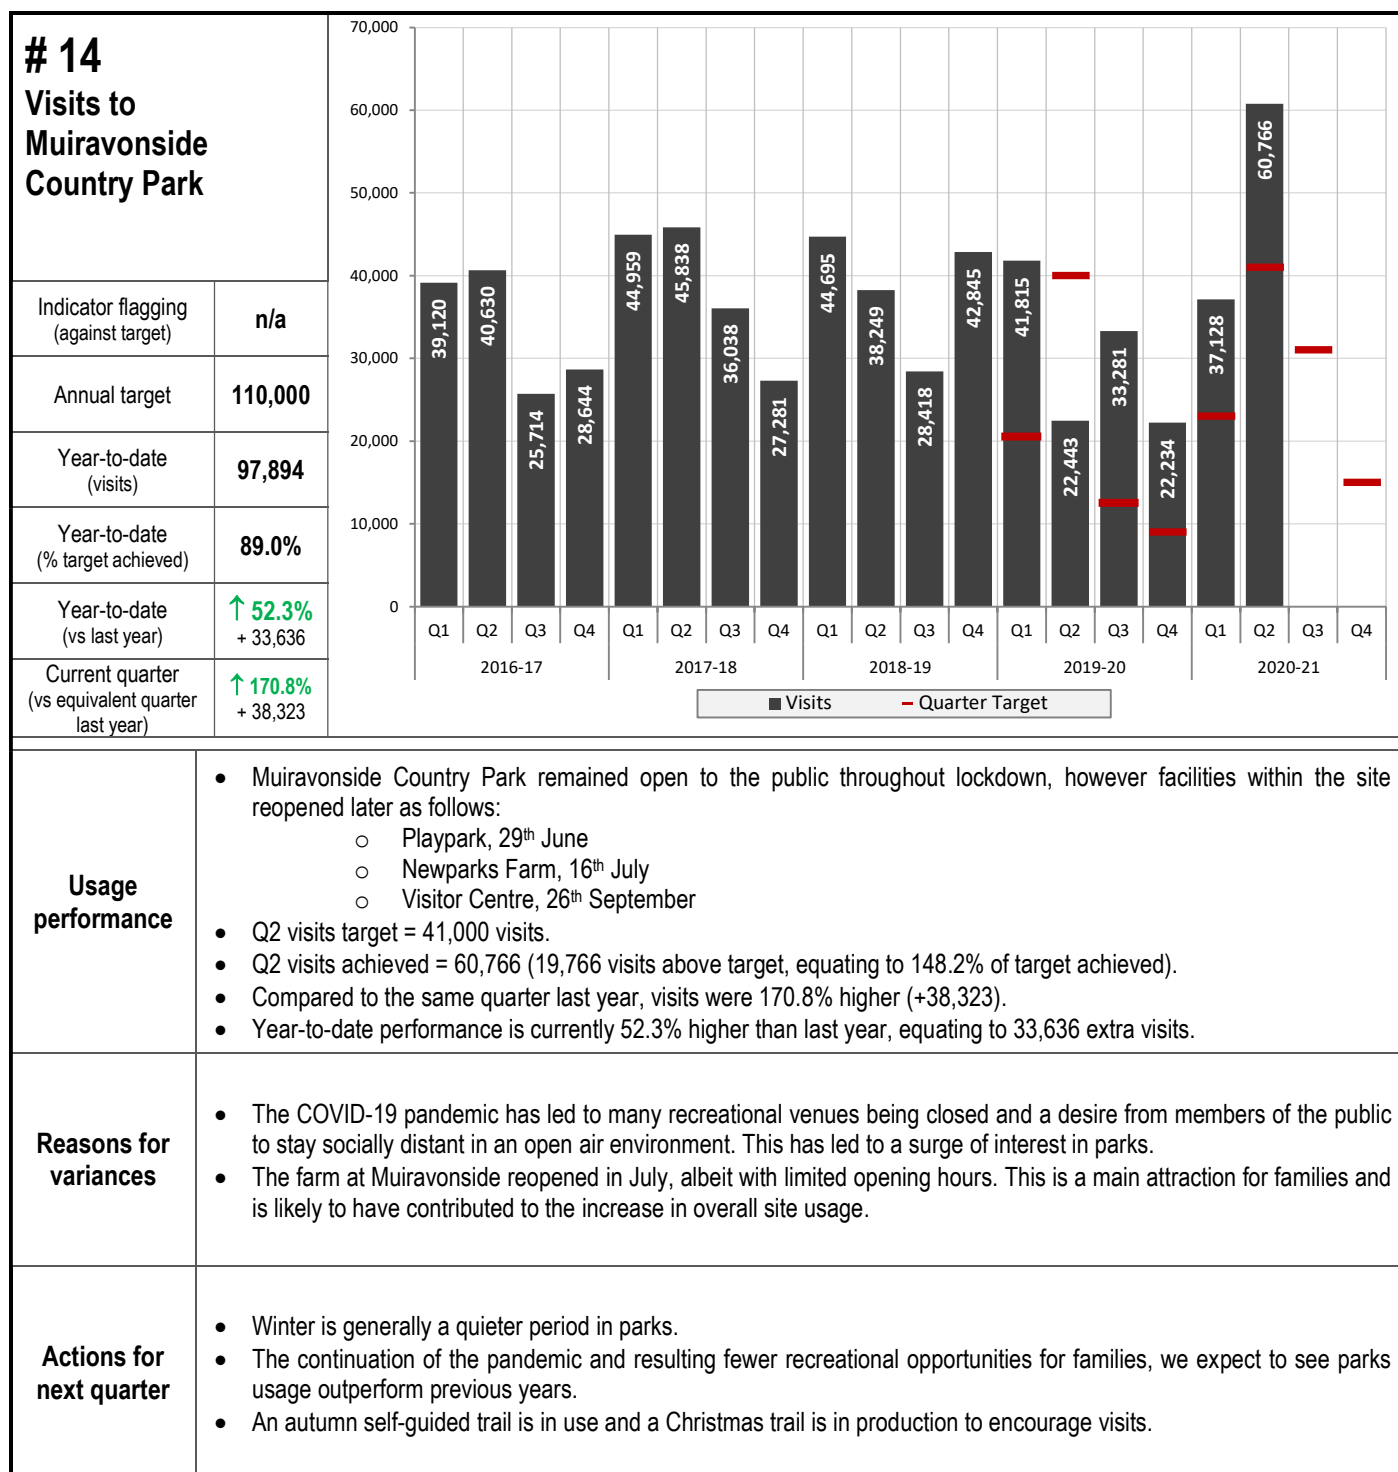 # 14
Visits to
Muiravonside
Country Park
Indicator flagging
(against target)
n/a
Annual target
110,000
Year-to-date
(visits)
97,894
Year-to-date
(% target achieved)
89.0%
Year-to-date
(vs last year)
↑ 52.3%
+ 33,636
Current quarter
(vs equivalent quarter
last year)
↑ 170.8%
+ 38,323
70,000
60,000
50,000
40,000
30,000
20,000
10,000
0
39,120
40,630
25,714
28,644
44,959
45,838
36,038
27,281
44,695
38,249
28,418
42,845
41,815
22,443
33,281
22,234
37,128
60,766
Q1 Q2 Q3 Q4 Q1 Q2 Q3 Q4 Q1 Q2 Q3 Q4 Q1 Q2 Q3 Q4 Q1 Q2 Q3 Q4
2016-17 2017-18 2018-19 2019-20 2020-21
Visits Quarter Target
Usage
performance
• Muiravonside Country Park remained open to the public throughout lockdown, however facilities within the site
reopened later as follows:
o Playpark, 29th June
o Newparks Farm, 16th July
o Visitor Centre, 26th September
• Q2 visits target = 41,000 visits.
• Q2 visits achieved = 60,766 (19,766 visits above target, equating to 148.2% of target achieved).
• Compared to the same quarter last year, visits were 170.8% higher (+38,323).
• Year-to-date performance is currently 52.3% higher than last year, equating to 33,636 extra visits.
Reasons for
variances
• The COVID-19 pandemic has led to many recreational venues being closed and a desire from members of the public
to stay socially distant in an open air environment. This has led to a surge of interest in parks.
• The farm at Muiravonside reopened in July, albeit with limited opening hours. This is a main attraction for families and
is likely to have contributed to the increase in overall site usage.
Actions for
next quarter
• Winter is generally a quieter period in parks.
• The continuation of the pandemic and resulting fewer recreational opportunities for families, we expect to see parks
usage outperform previous years.
• An autumn self-guided trail is in use and a Christmas trail is in production to encourage visits.